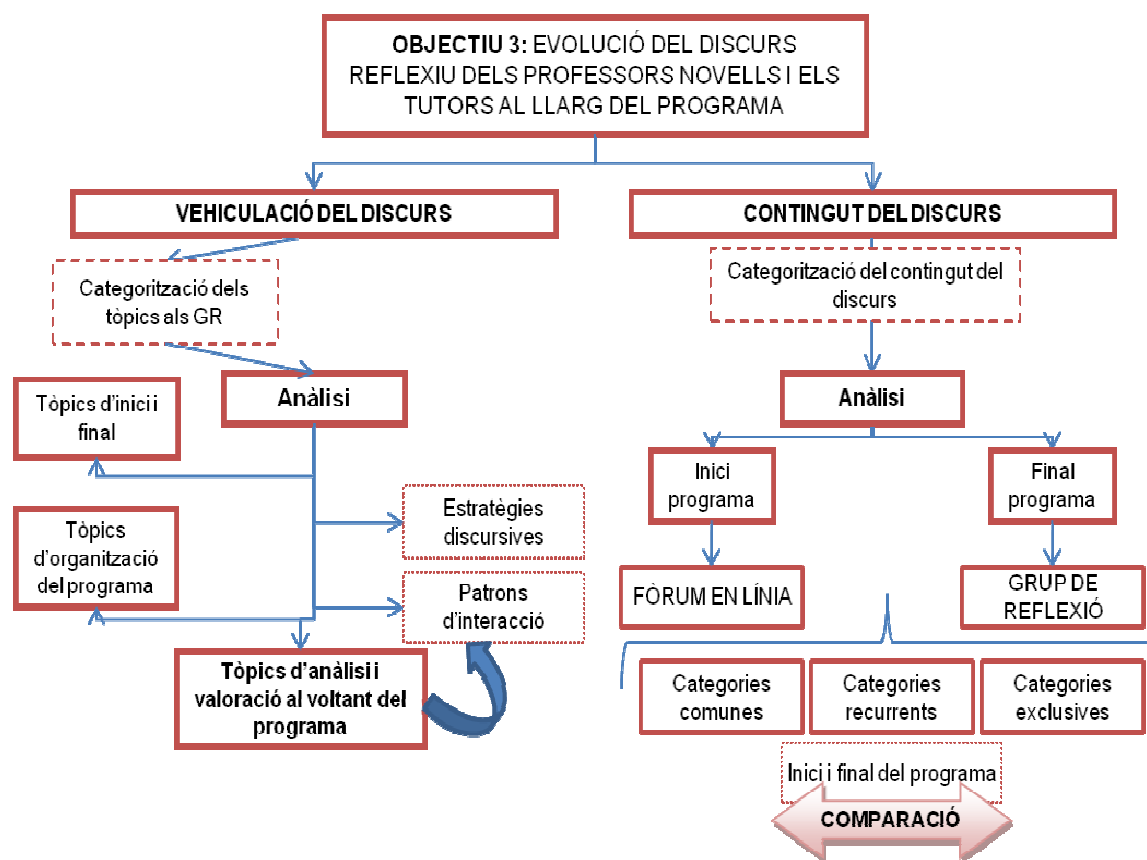 OBJECTIU 3: EVOLUCIÓ DEL DISCURS
REFLEXIU DELS PROFESSORS NOVELLS I ELS
TUTORS AL LLARG DEL PROGRAMA
VEHICULACIÓ DEL DISCURS
Categorització dels
tòpics als GR
Anàlisi
Tòpics d'inici i
final
Tòpics
d'organització
del programa
Estratègies
discursives
Patrons
d'interacció
Tòpics d'anàlisi i
valoració al voltant del
programa
CONTINGUT DEL DISCURS
Categorització del contingut del
discurs
Anàlisi
Inici
programa
Final
programa
FÒRUM EN LÍNIA
GRUP DE
REFLEXIÓ
Categories
comunes
Categories
recurrents
Categories
exclusives
Inici i final del programa
COMPARACIÓ